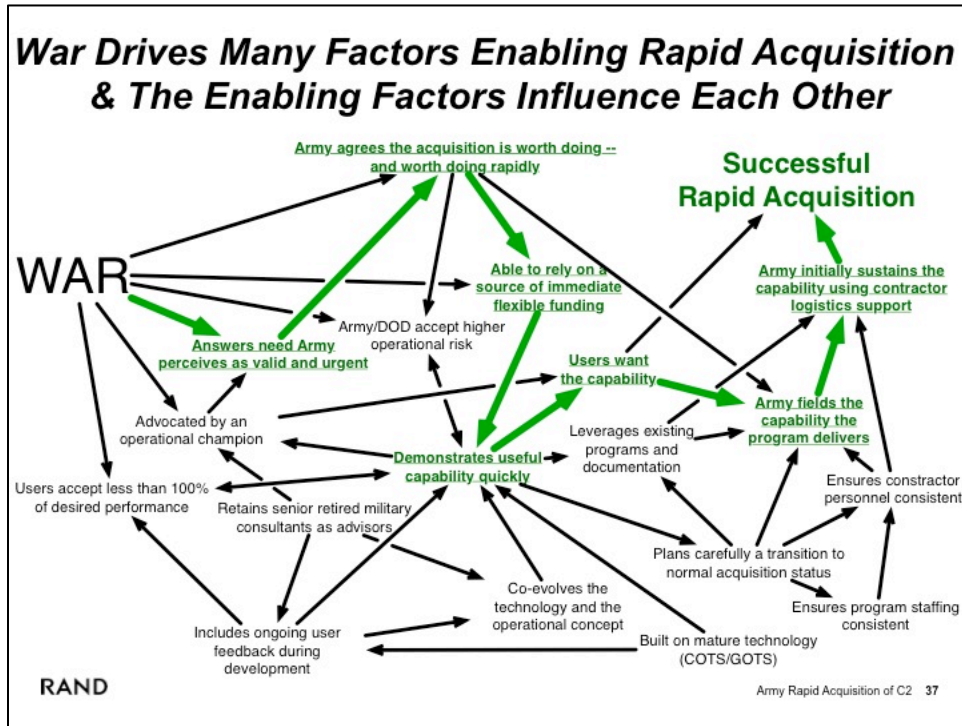 War Drives Many Factors Enabling Rapid Acquisition
& The Enabling Factors Influence Each Other
Army agrees the acquisition is worth doing --
and worth doing rapidly
Successful
Rapid Acquisition
WAR
Able to rely on a
source of immediate
flexible funding
Army initially sustains the
capability using contractor
logistics support
Answers need Army
perceives as valid and urgent
Army/DOD accept higher
operational risk
Users want
the capability
Army fields the
capability the
program delivers
Advocated by an
operational champion
Leverages existing
programs and
documentation
Demonstrates useful
capability quickly
Users accept less than 100%
of desired performance
Retains senior retired military
consultants as advisors
Ensures constractor
personnel consistent
Plans carefully a transition to
normal acquisition status
Co-evolves the
technology and the
operational concept
Ensures program staffing
consistent
Includes ongoing user
feedback during
development
Built on mature technology
(COTS/GOTS)
RAND
Army Rapid Acquisition of C2 37